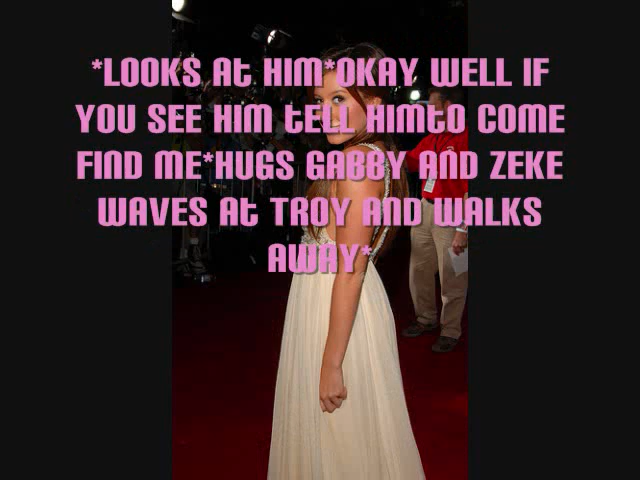 *LOOKS At HIM*OKAY WELL IF
YOU SEE HIM tELL HIMtO COME
FIND ME*HUGS GABBY AND ZEKE
WAVES At TROY AND WALKS
AWAY*